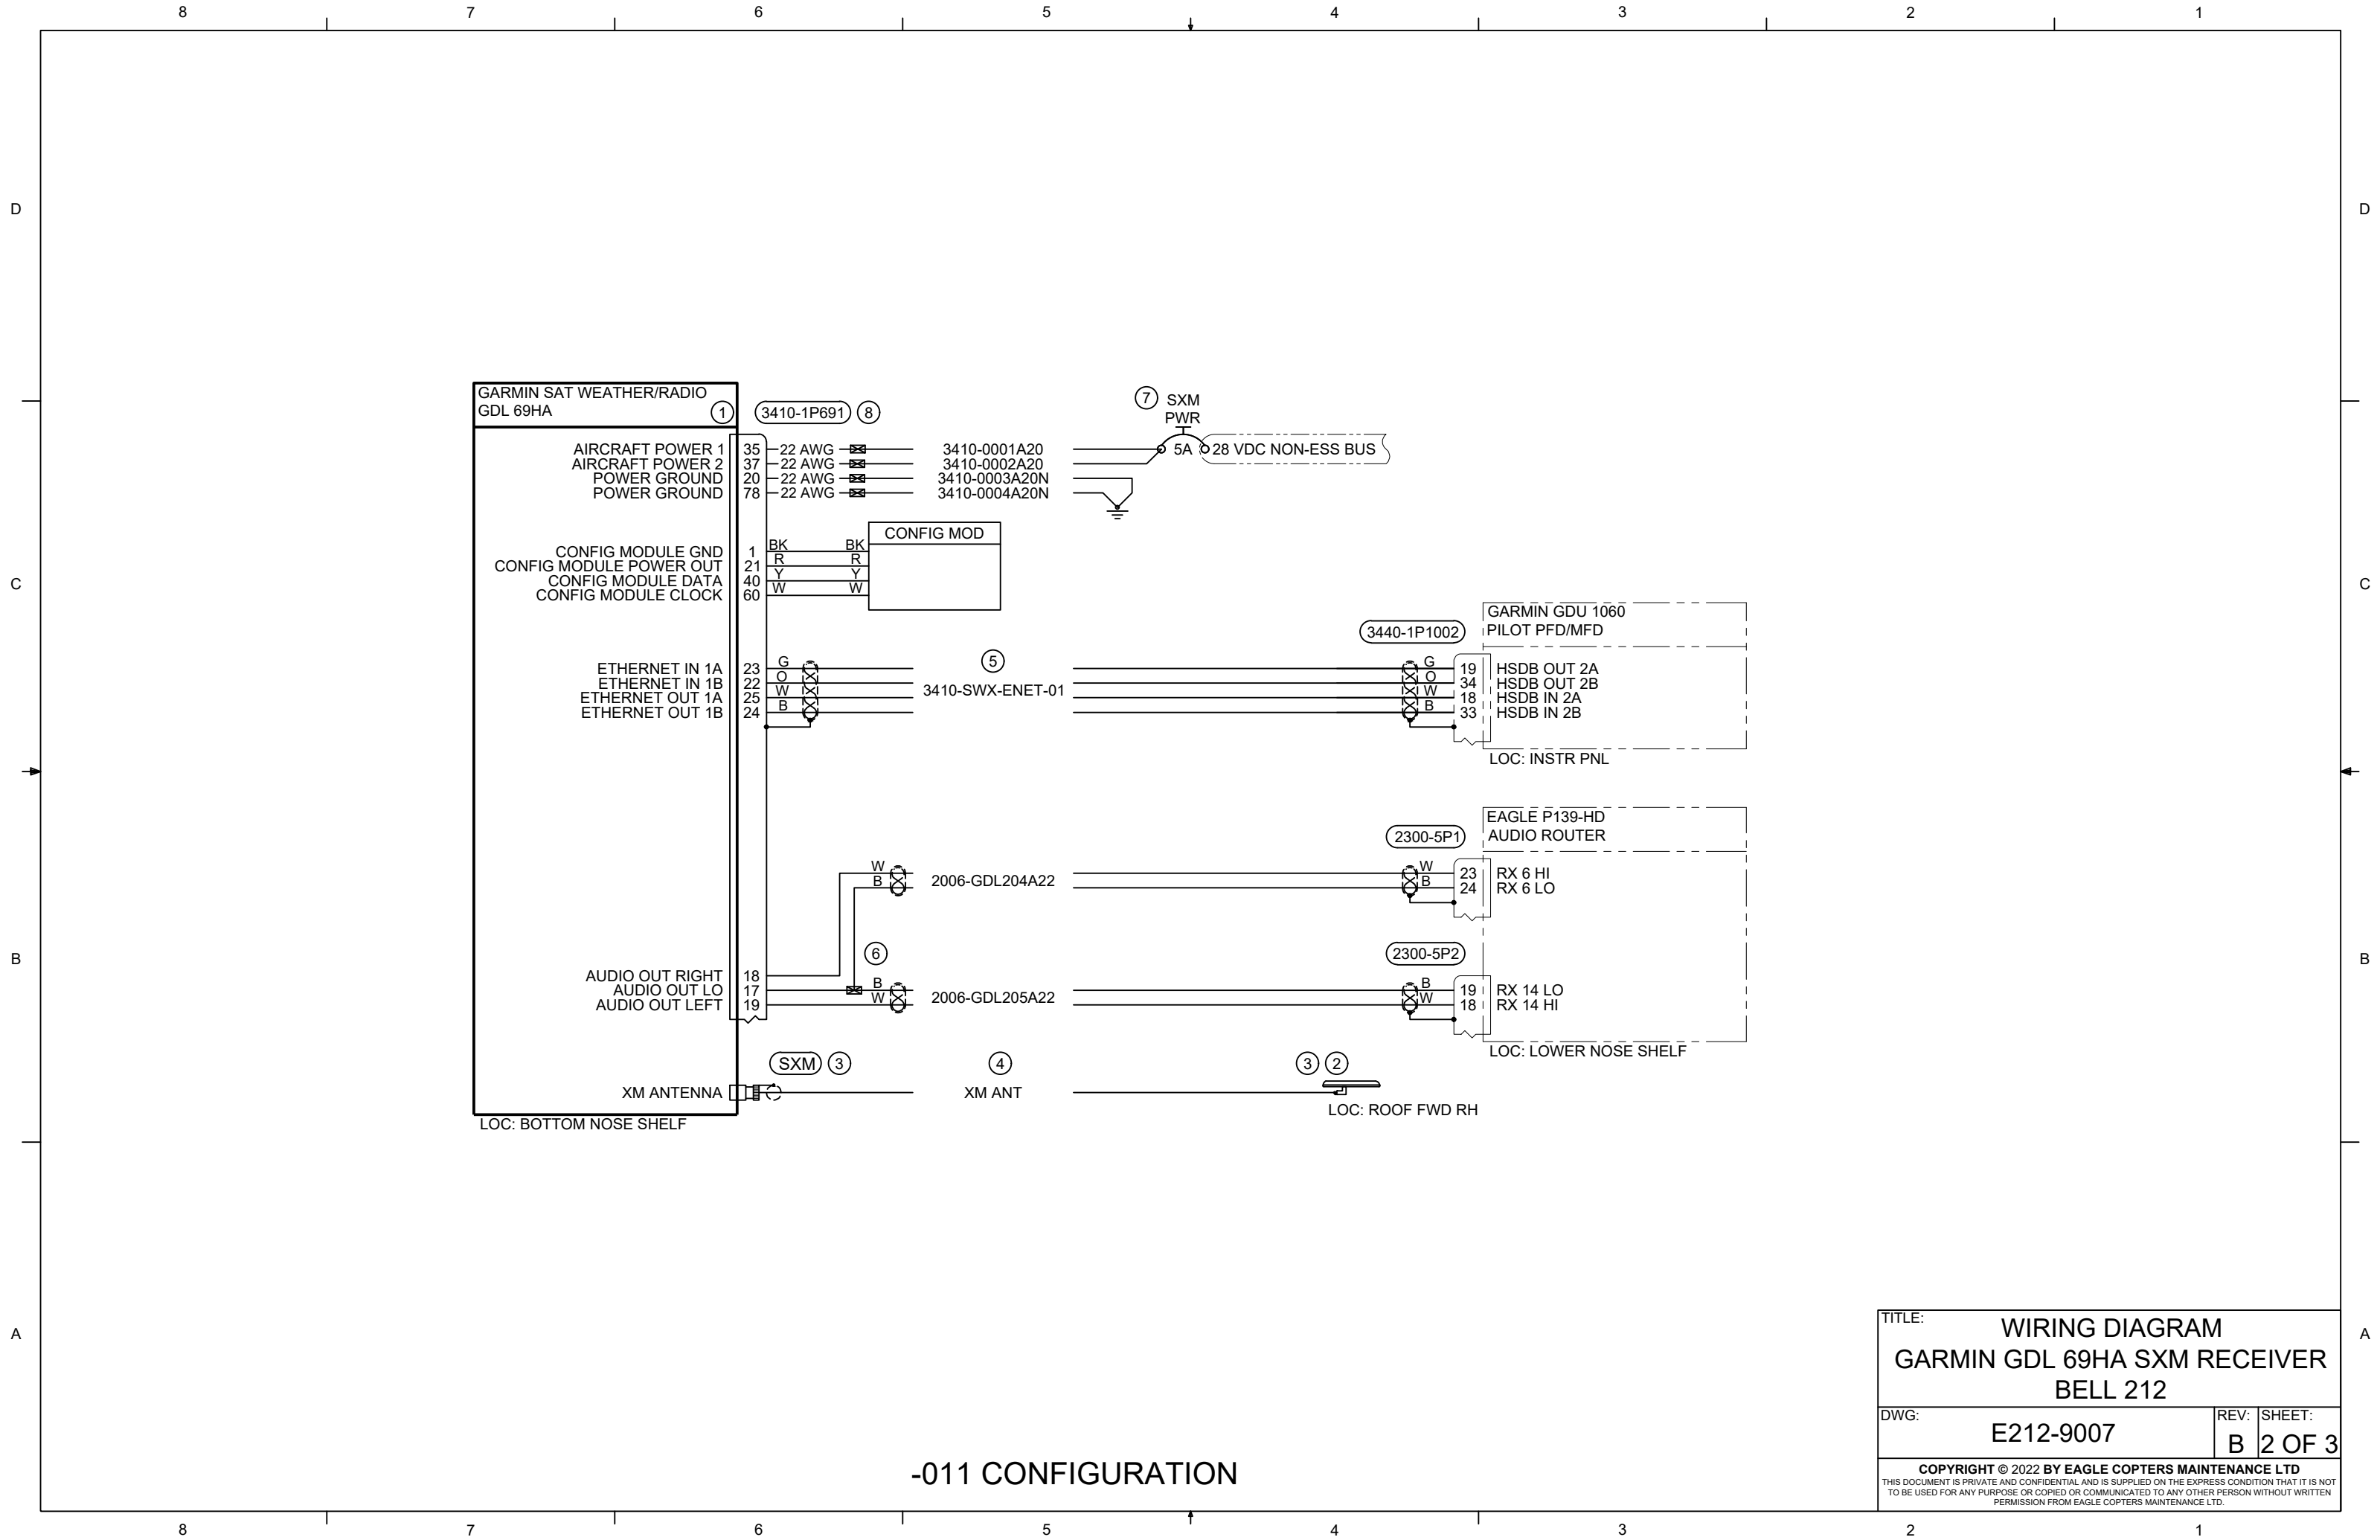 8 7 6 5 4 3 2 1
D D
GARMIN SAT WEATHER/RADIO
GDL 69HA
1
3410-1P691 8
7 SXM
PWR
AIRCRAFT POWER 1 35 22 AWG 3410-0001A20 5A 28 VDC NON-ESS BUS
AIRCRAFT POWER 2 37 22 AWG 3410-0002A20
POWER GROUND 20 22 AWG 3410-0003A20N
POWER GROUND 78 22 AWG 3410-0004A20N
CONFIG MOD
CONFIG MODULE GND 1 BK BK
CONFIG MODULE POWER OUT 21 R R
CONFIG MODULE DATA 40 Y Y
CONFIG MODULE CLOCK 60 W W
C C
GARMIN GDU 1060
3440-1P1002 PILOT PFD/MFD
5
ETHERNET IN 1A 23 G G 19 HSDB OUT 2A
ETHERNET IN 1B 22 O O 34 HSDB OUT 2B
3410-SWX-ENET-01
ETHERNET OUT 1A 25 W W 18 HSDB IN 2A
ETHERNET OUT 1B 24 B B 33 HSDB IN 2B
LOC: INSTR PNL
EAGLE P139-HD
2300-5P1 AUDIO ROUTER
W W 23 RX 6 HI
2006-GDL204A22
B B 24 RX 6 LO
6 2300-5P2
B B
AUDIO OUT RIGHT 18
AUDIO OUT LO 17 B B 19 RX 14 LO
2006-GDL205A22
AUDIO OUT LEFT 19 W W 18 RX 14 HI
LOC: LOWER NOSE SHELF
SXM 3 4 3 2
XM ANTENNA XM ANT
LOC: ROOF FWD RH
LOC: BOTTOM NOSE SHELF
A A
TITLE:
WIRING DIAGRAM
GARMIN GDL 69HA SXM RECEIVER
BELL 212
DWG: REV: SHEET:
E212-9007 B 2 OF 3
-011 CONFIGURATION
COPYRIGHT © 2022 BY EAGLE COPTERS MAINTENANCE LTD
THIS DOCUMENT IS PRIVATE AND CONFIDENTIAL AND IS SUPPLIED ON THE EXPRESS CONDITION THAT IT IS NOT
TO BE USED FOR ANY PURPOSE OR COPIED OR COMMUNICATED TO ANY OTHER PERSON WITHOUT WRITTEN
PERMISSION FROM EAGLE COPTERS MAINTENANCE LTD.
8 7 6 5 4 3 2 1